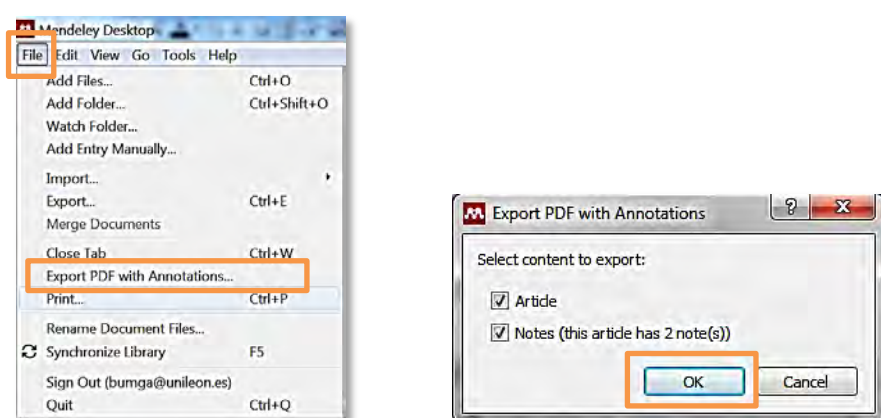 Mendeley Desktop
File Edit View Go Tools Help
Add Files... Ctrl+O
Add Folder... Ctrl+Shift+O
Watch Folder...
Add Entry Manually...
Import...
Export... Ctrl+E
Merge Documents
Close Tab Ctrl+W
Export PDF with Annotations...
Print... Ctrl+P
Rename Document Files...
Synchronize Library F5
Sign Out (bumga@unileon.es)
Quit Ctrl+Q
Export PDF with Annotations
Select content to export:
Article
Notes (this article has 2 note(s))
OK Cancel